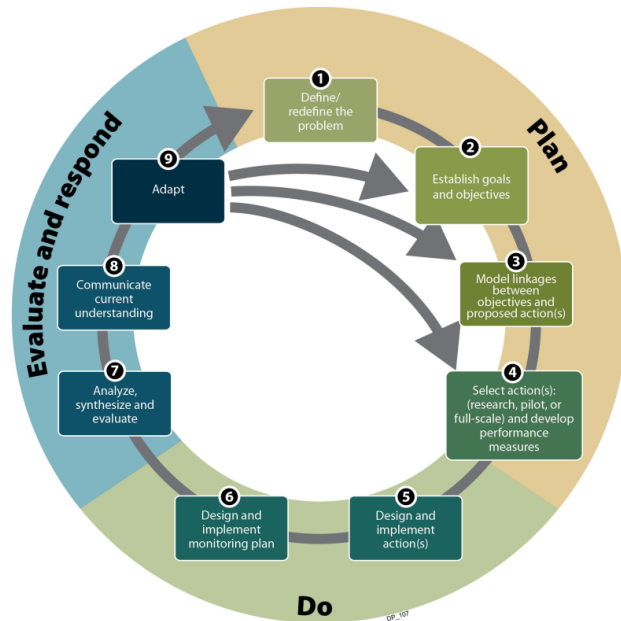 Plan
1
Define/
redefine the
problem
2
Establish goals
and objectives
3
Model linkages
between
objectives and
proposed action(s)
4
Select action(s):
(research, pilot, or
full-scale) and develop
performance
measures
Do
5
Design and
implement
action(s)
6
Design and
implement
monitoring plan
Evaluate and respond
7
Analyze,
synthesize and
evaluate
8
Communicate
current
understanding
9
Adapt
DP_107